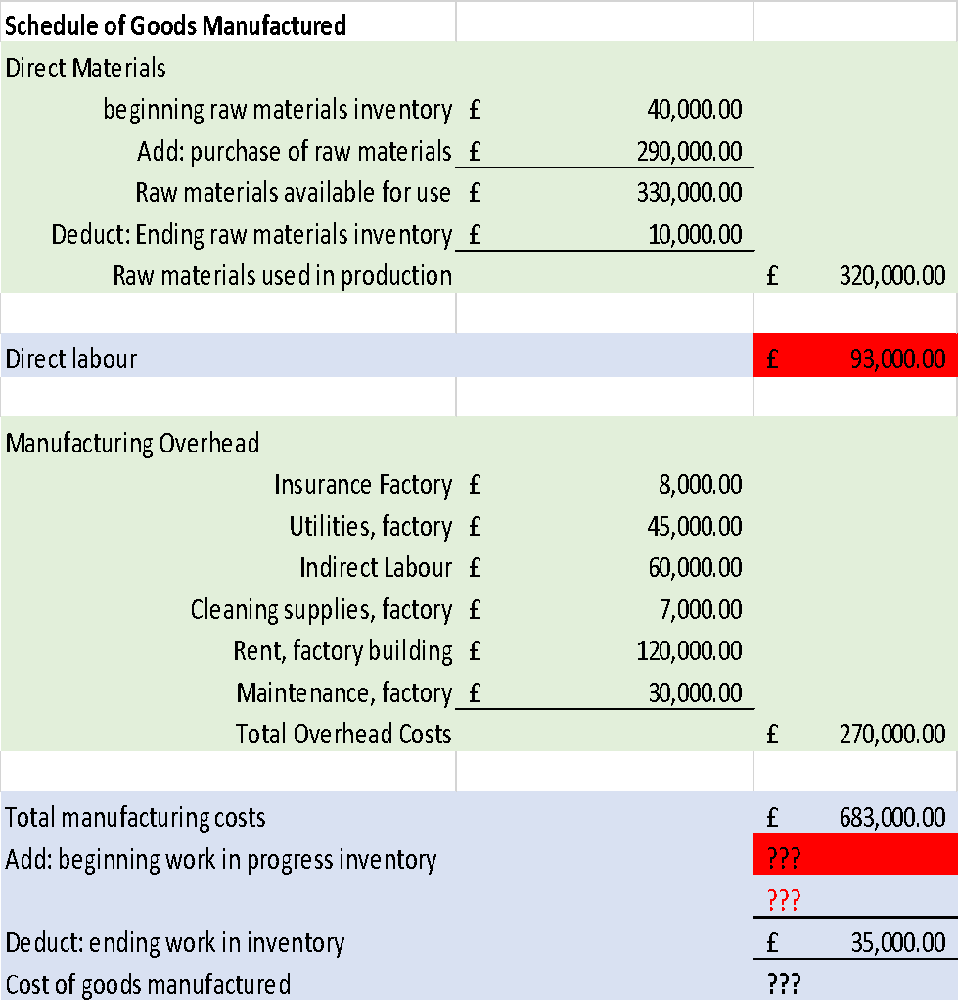 Schedule of Goods Manufactured
Direct Materials
beginning raw materials inventory £ 40,000.00
Add: purchase of raw materials £ 290,000.00
Raw materials available for use £ 330,000.00
Deduct: Ending raw materials inventory £ 10,000.00
Raw materials used in production £ 320,000.00
Direct labour £ 93,000.00
Manufacturing Overhead
Insurance Factory £ 8,000.00
Utilities, factory £ 45,000.00
Indirect Labour £ 60,000.00
Cleaning supplies, factory £ 7,000.00
Rent, factory building £ 120,000.00
Maintenance, factory £ 30,000.00
Total Overhead Costs £ 270,000.00
Total manufacturing costs £ 683,000.00
Add: beginning work in progress inventory ???
???
Deduct: ending work in inventory £ 35,000.00
Cost of goods manufactured ???